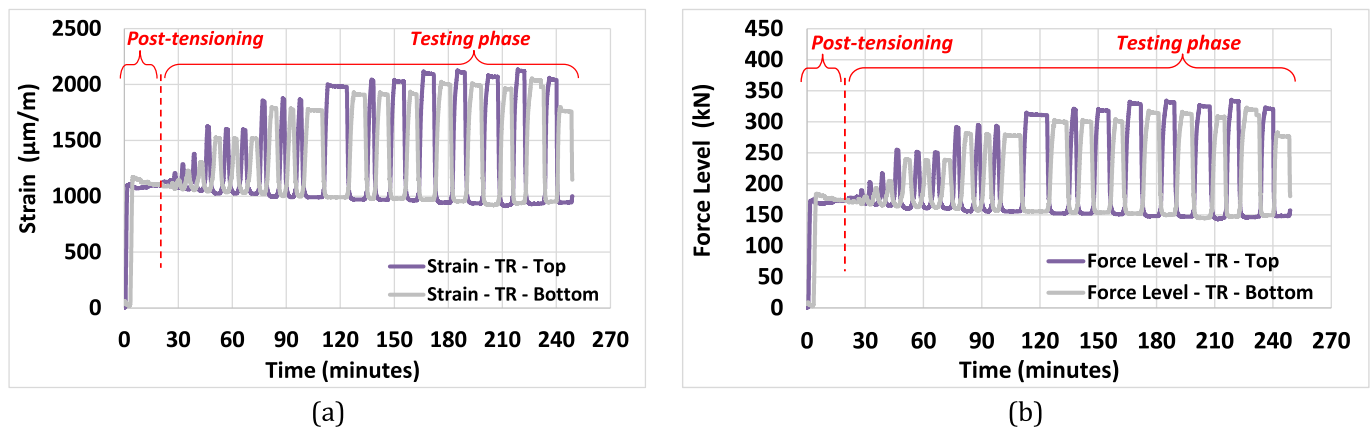 2500
2000
1500
1000
500
0
Strain (µm/m)
Post-tensioning
Testing phase
Strain - TR - Top
Strain - TR - Bottom
0 30 60 90 120 150 180 210 240 270
Time (minutes)
(a)
450
400
350
300
250
200
150
100
50
0
Force Level (kN)
Post-tensioning
Testing phase
Force Level - TR - Top
Force Level - TR - Bottom
0 30 60 90 120 150 180 210 240 270
Time (minutes)
(b)